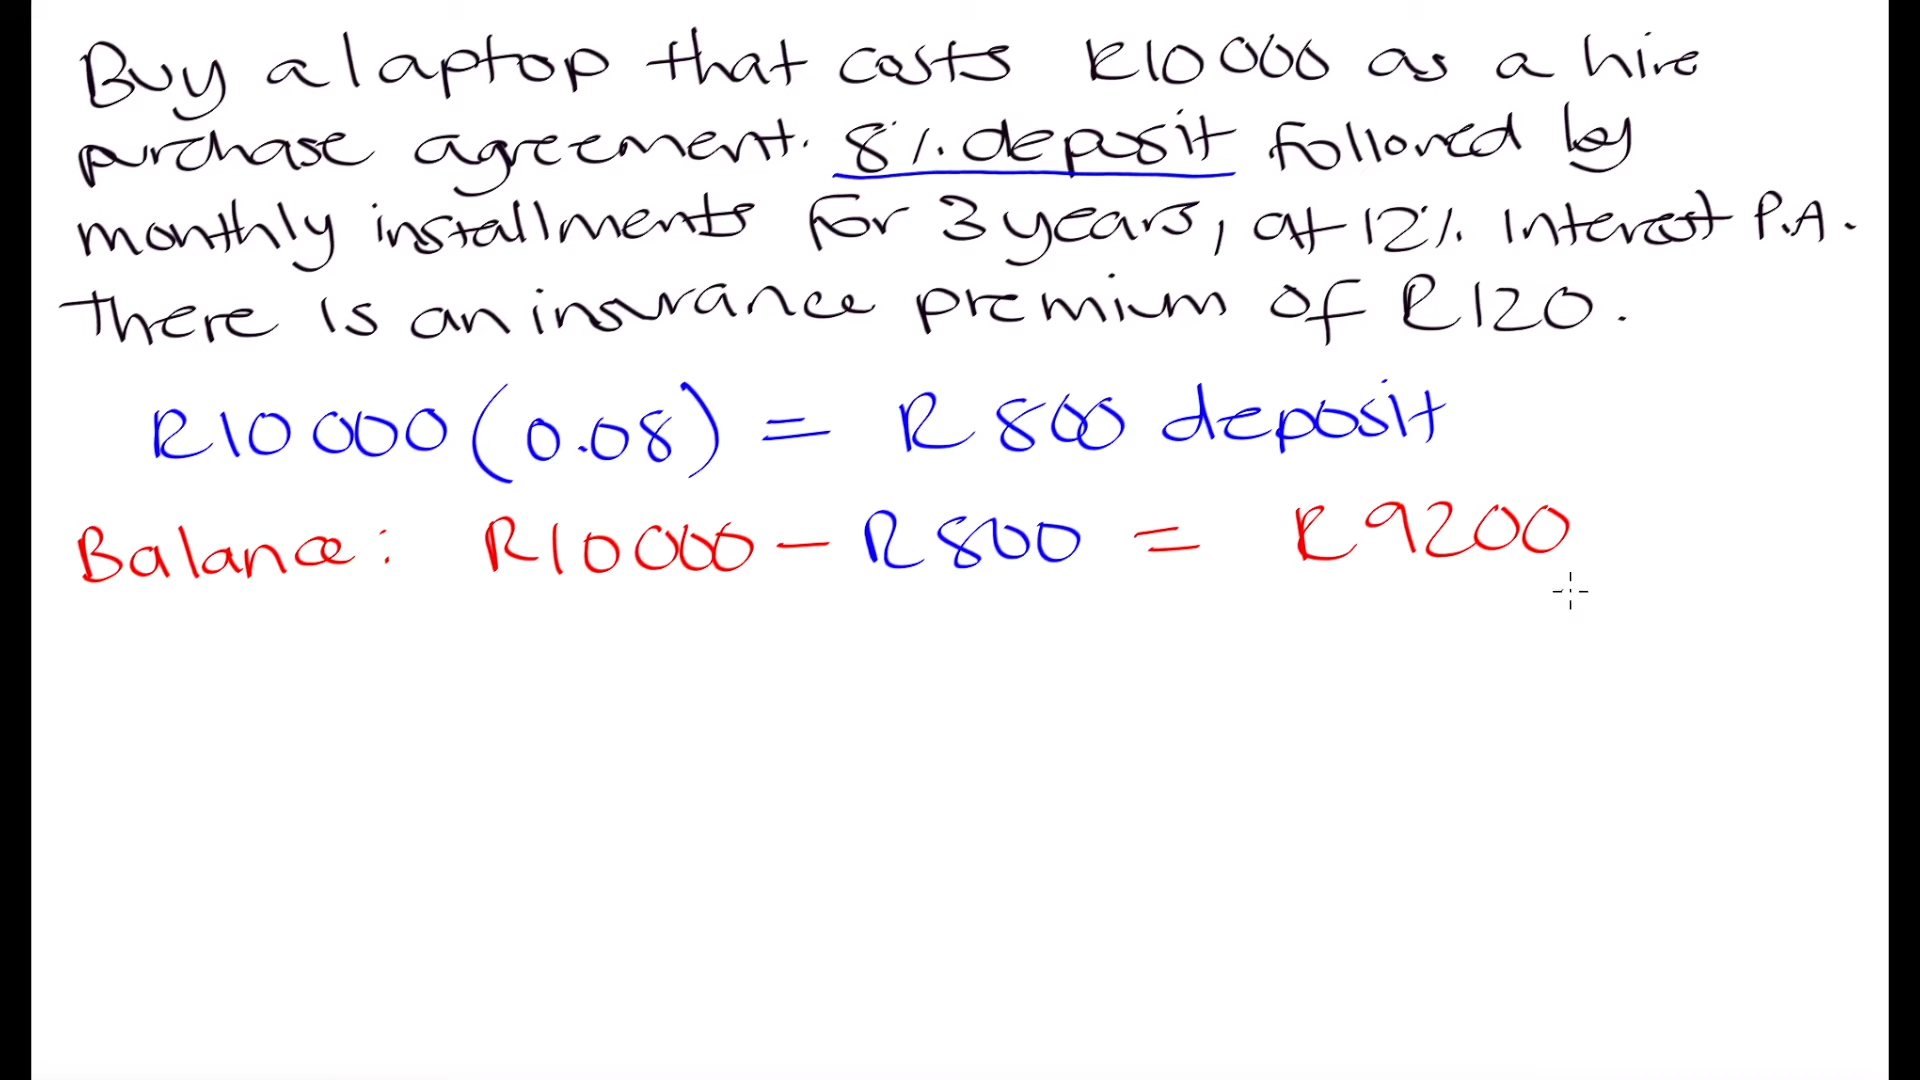 Buy a laptop that costs R10 000 as a hire
purchase agreement. 8% deposit followed by
monthly installments for 3 years, at 12% interest P.A.
There is an insurance premium of R120.
R10 000 (0.08) = R 800 deposit
Balance: R10 000 - R800 = R9200